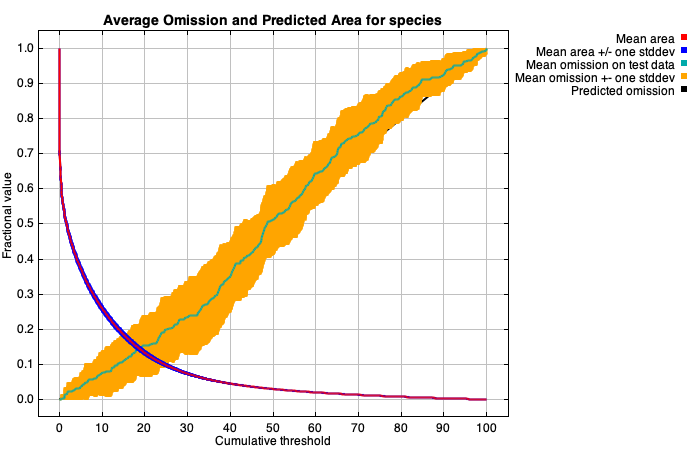 Average Omission and Predicted Area for species
Mean area
Mean area +/- one stddev
Mean omission on test data
Mean omission +- one stddev
Predicted omission
Fractional value
1.0
0.9
0.8
0.7
0.6
0.5
0.4
0.3
0.2
0.1
0.0
0 10 20 30 40 50 60 70 80 90 100
Cumulative threshold